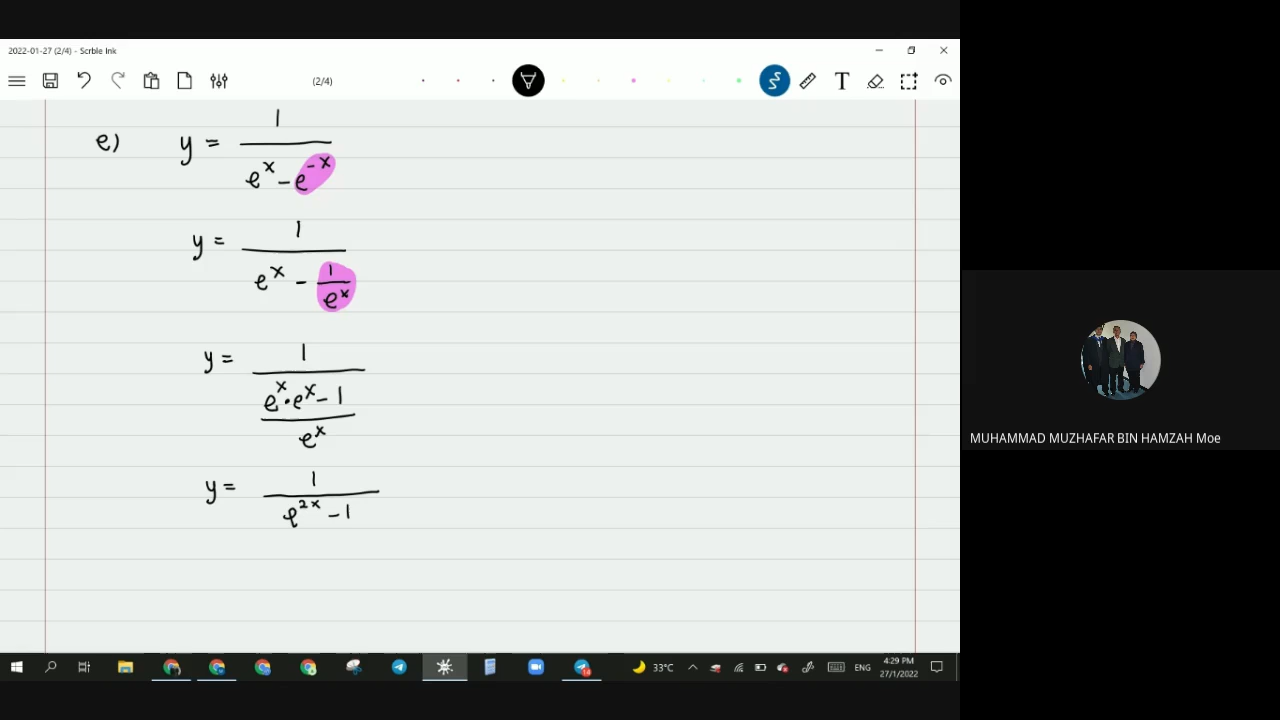 2022-01-27 (2/4) - Scrble Ink
(2/4)
T
e) y = 1 / (e^x - e^-x)
y = 1 / (e^x - 1/e^x)
y = 1 / ((e^x · e^x - 1) / e^x)
y = 1 / (e^2x - 1)
MUHAMMAD MUZHAFAR BIN HAMZAH Moe
33°C
ENG
4:29 PM
27/1/2022